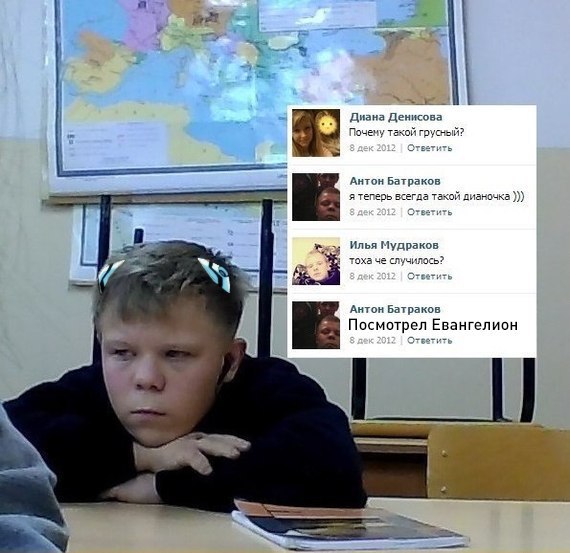 Диана Денисова
Почему такой грусный?
8 дек 2012 | Ответить
Антон Батраков
я теперь всегда такой дианочка )))
8 дек 2012 | Ответить
Илья Мудраков
тоха че случилось?
8 дек 2012 | Ответить
Антон Батраков
Посмотрел Евангелион
8 дек 2012 | Ответить